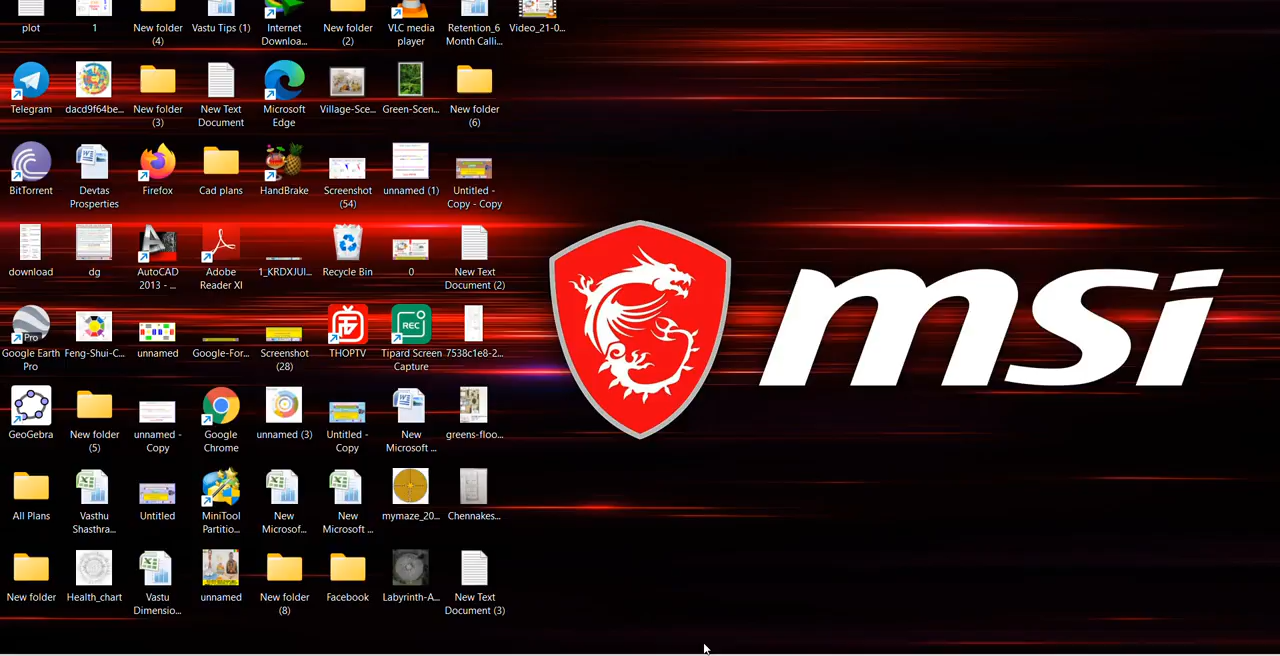 plot
1
New folder
(4)
Vastu Tips (1)
Internet
Downloa...
New folder
(2)
VLC media
player
Retention_6
Month Calli...
Video_21-0...
Telegram
dacd9f64be...
New folder
(3)
New Text
Document
Microsoft
Edge
Village-Sce...
Green-Scen...
New folder
(6)
BitTorrent
Devtas
Prosperties
Firefox
Cad plans
HandBrake
Screenshot
(54)
unnamed (1)
Untitled -
Copy - Copy
download
dg
AutoCAD
2013 - ...
Adobe
Reader XI
1_KRDXJUI...
Recycle Bin
0
New Text
Document (2)
Pro
Google Earth
Pro
Feng-Shui-C...
unnamed
Google-For...
Screenshot
(28)
THOPTV
REC
Tipard Screen
Capture
7538c1e8-2...
GeoGebra
New folder
(5)
unnamed -
Copy
Google
Chrome
unnamed (3)
Untitled -
Copy
New
Microsoft ...
greens-floo...
All Plans
Vasthu
Shasthra...
Untitled
MiniTool
Partitio...
New
Microsof...
New
Microsoft ...
mymaze_20...
Chennakes...
New folder
Health_chart
Vastu
Dimensio...
unnamed
New folder
(8)
Facebook
Labyrinth-A...
New Text
Document (3)
msi